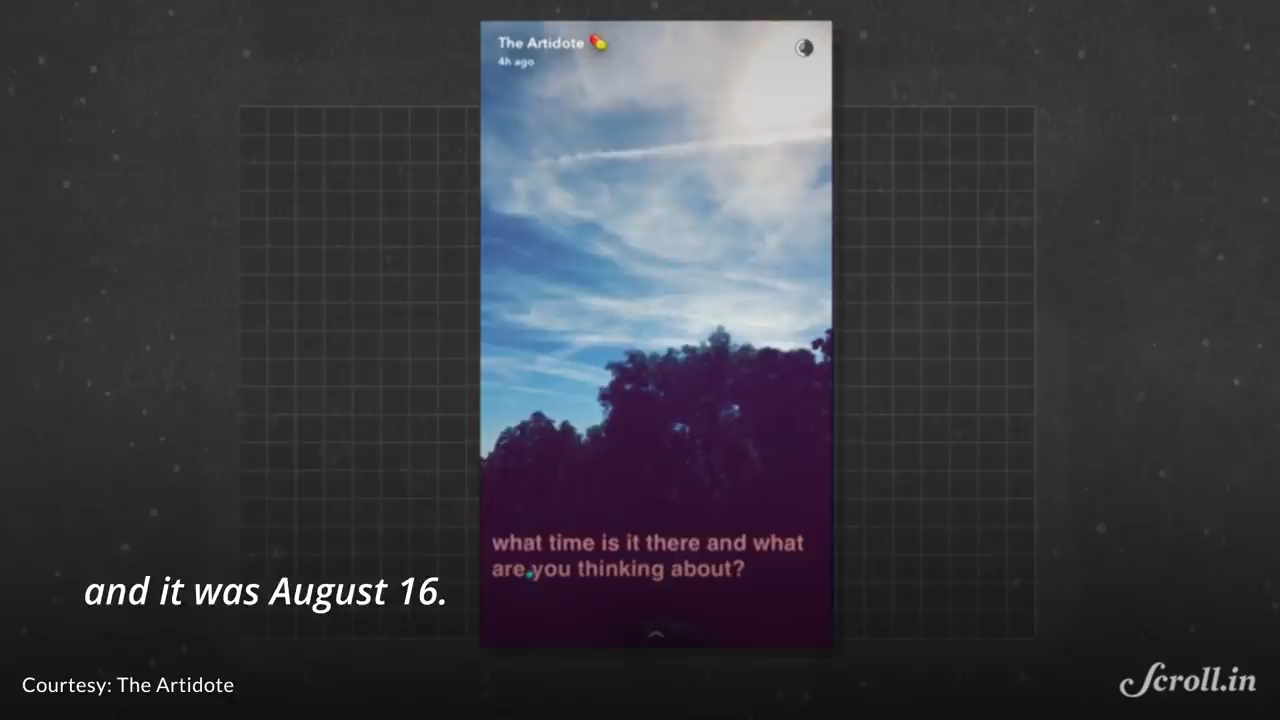 The Artidote 💊
4h ago
what time is it there and what
are you thinking about?
and it was August 16.
Courtesy: The Artidote
Scroll.in